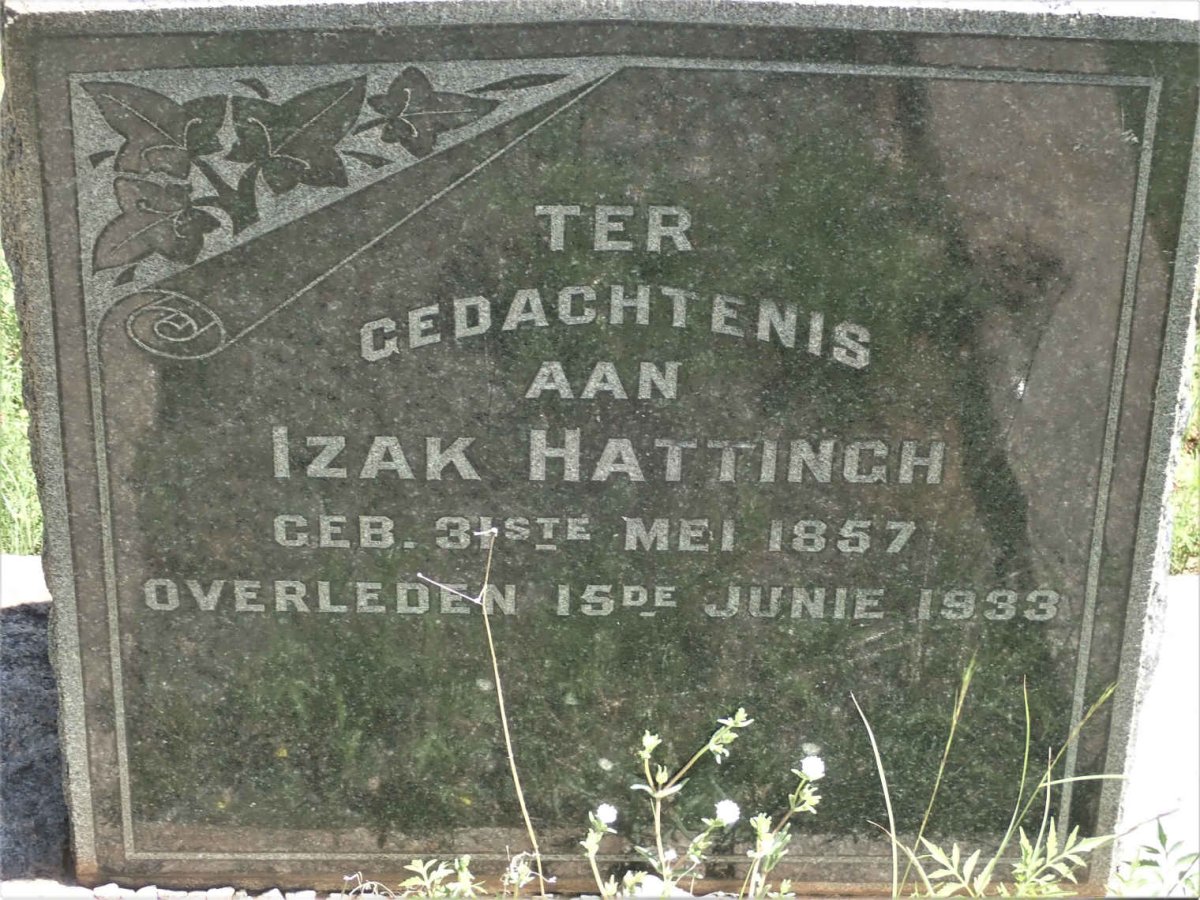 TER
GEDACHTENIS
AAN
IZAK HATTINGH
GEB. 31STE MEI 1857
OVERLEDEN 15DE JUNIE 1933